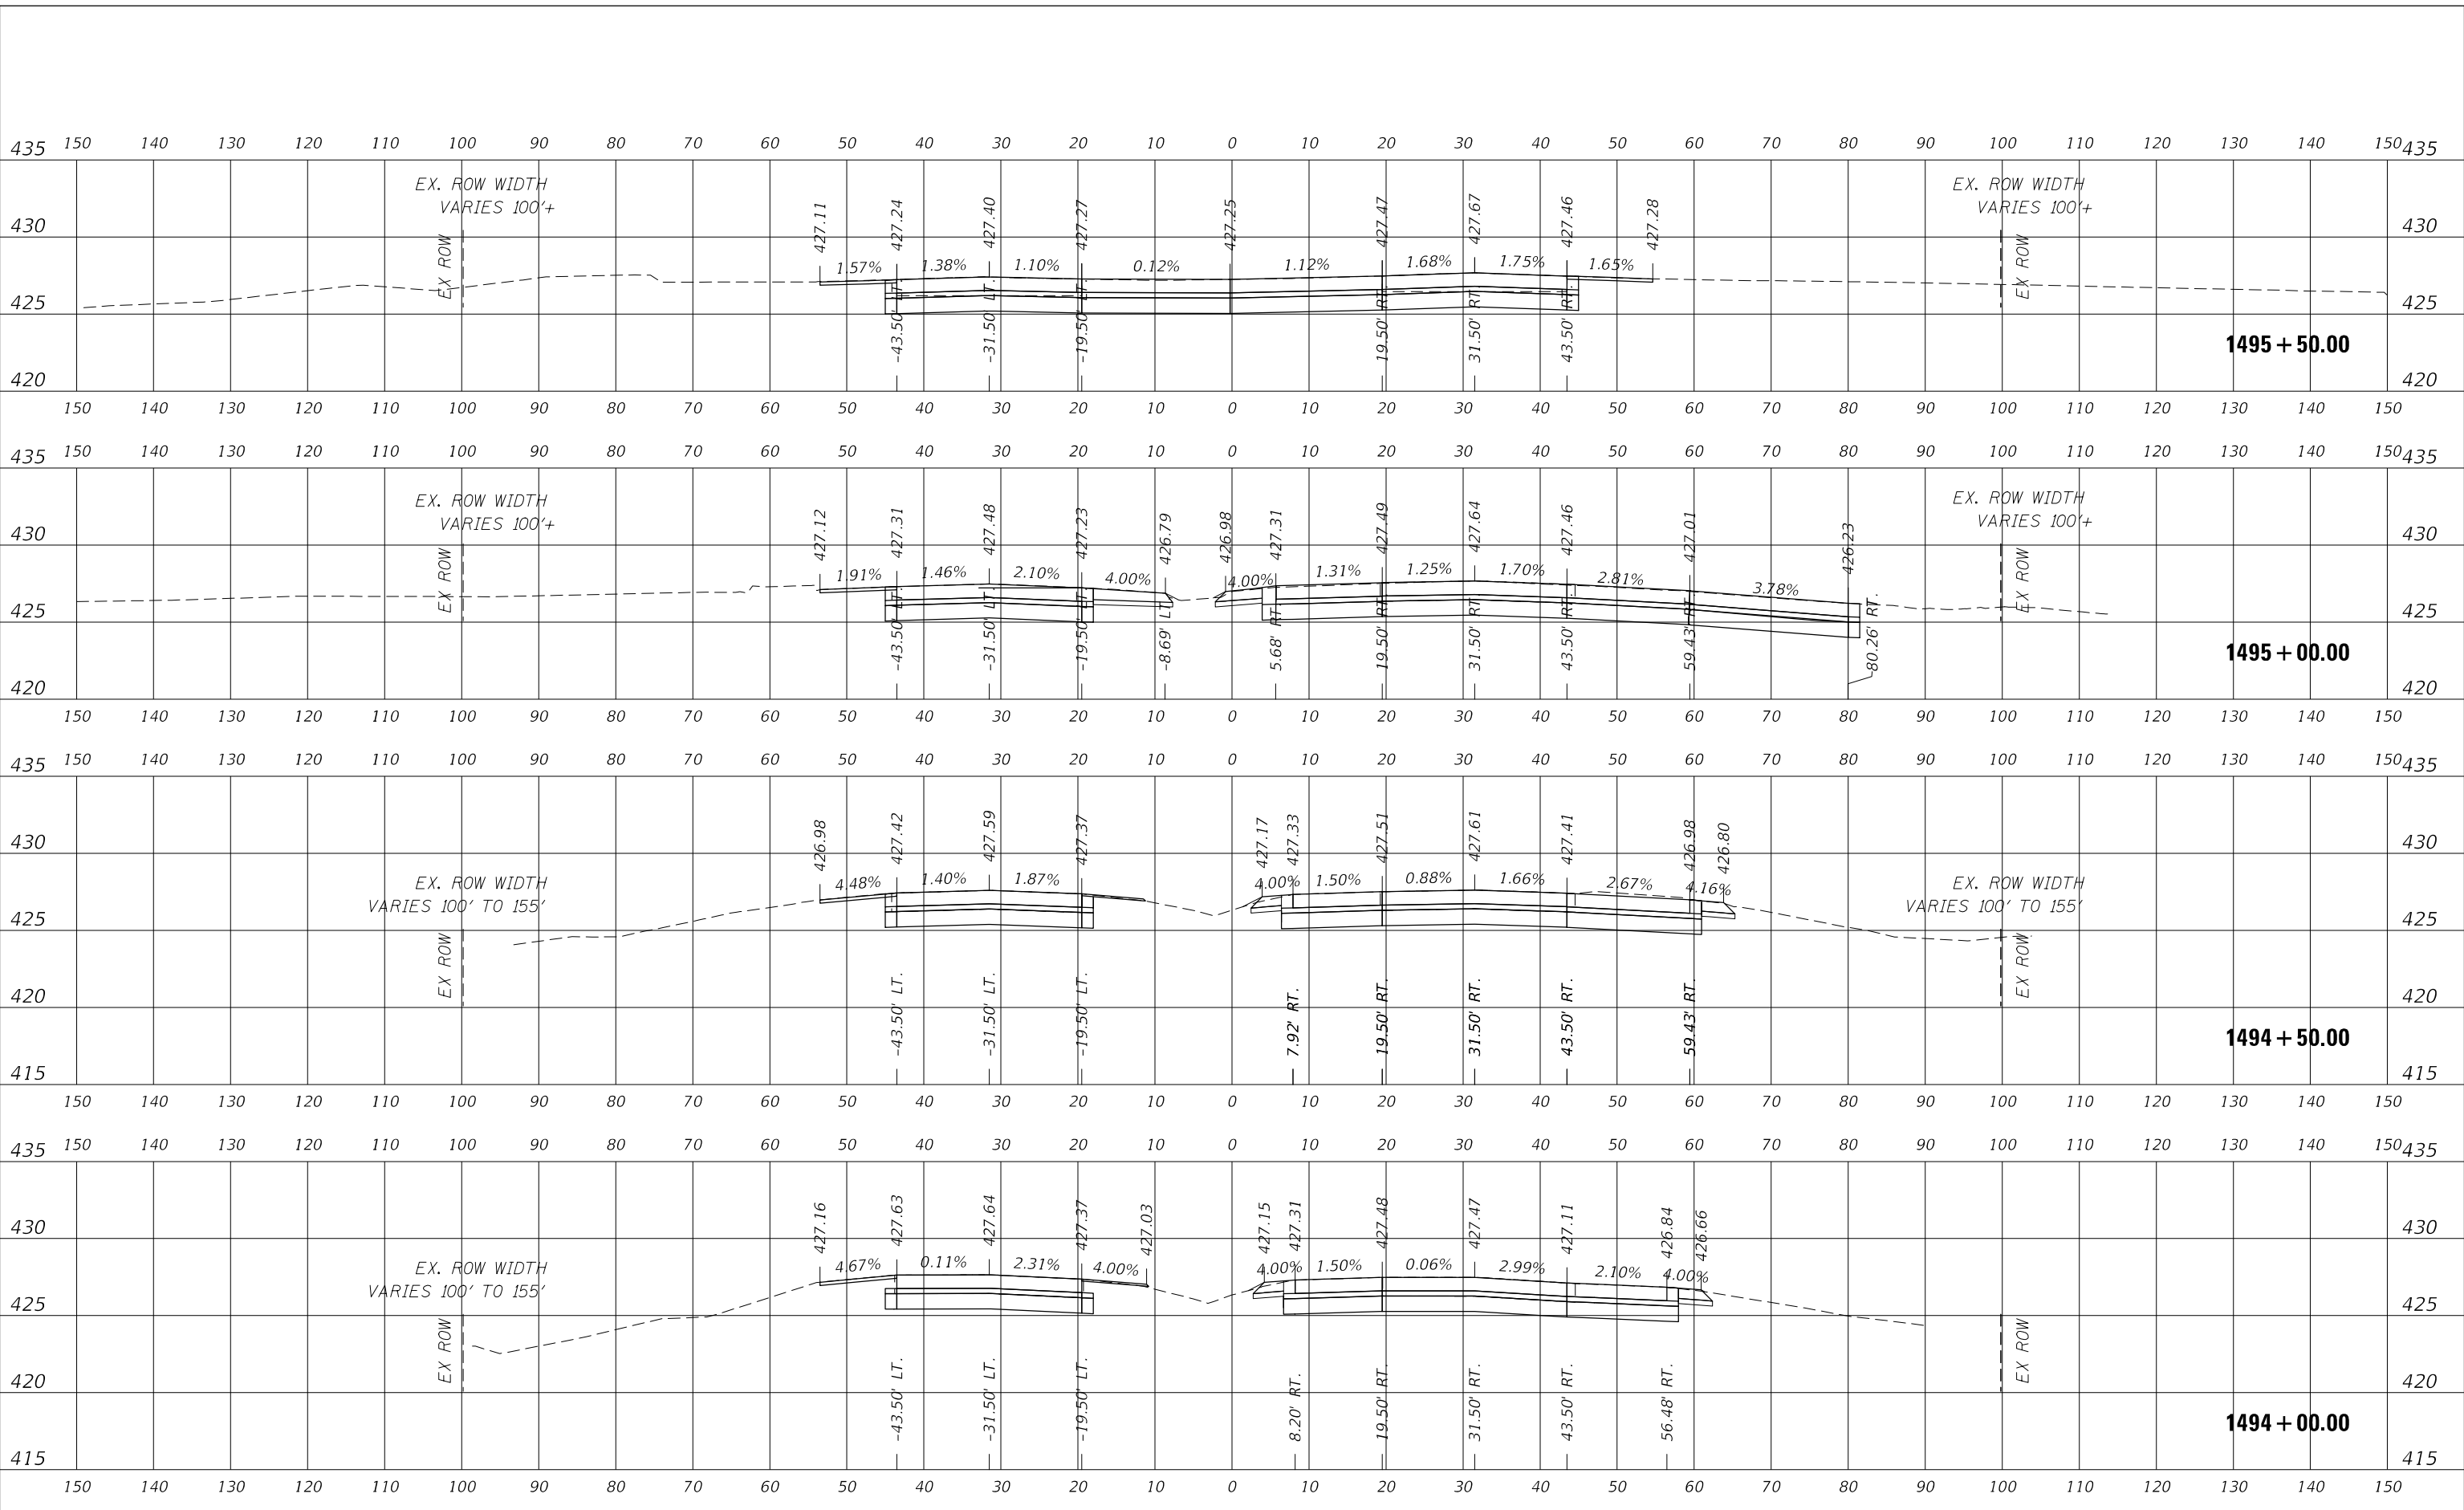 150 140 130 120 110 100 90 80 70 60 50 40 30 20 10 0 10 20 30 40 50 60 70 80 90 100 110 120 130 140 150
435 435
EX. ROW WIDTH
VARIES 100'+
EX ROW
427.11 427.24 427.40 427.27 427.25 427.47 427.67 427.46 427.28
EX. ROW WIDTH
VARIES 100'+
EX ROW
430 430
1.57% 1.38% 1.10% 0.12% 1.12% 1.68% 1.75% 1.65%
425 425
-43.50' LT. -31.50' LT. -19.50' LT. 19.50' RT. 31.50' RT. 43.50' RT.
1495+50.00
420 420
150 140 130 120 110 100 90 80 70 60 50 40 30 20 10 0 10 20 30 40 50 60 70 80 90 100 110 120 130 140 150
150 140 130 120 110 100 90 80 70 60 50 40 30 20 10 0 10 20 30 40 50 60 70 80 90 100 110 120 130 140 150
435 435
EX. ROW WIDTH
VARIES 100'+
EX ROW
427.12 427.31 427.48 427.23 426.79 426.98 427.31 427.49 427.64 427.46 427.01 426.23
EX. ROW WIDTH
VARIES 100'+
EX ROW
430 430
1.91% 1.46% 2.10% 4.00% 4.00% 1.31% 1.25% 1.70% 2.81% 3.78%
425 425
-43.50' LT. -31.50' LT. -19.50' LT. -8.69' LT. 5.68' RT. 19.50' RT. 31.50' RT. 43.50' RT. 59.43' RT. 80.26' RT.
1495+00.00
420 420
150 140 130 120 110 100 90 80 70 60 50 40 30 20 10 0 10 20 30 40 50 60 70 80 90 100 110 120 130 140 150
150 140 130 120 110 100 90 80 70 60 50 40 30 20 10 0 10 20 30 40 50 60 70 80 90 100 110 120 130 140 150
435 435
426.98 427.42 427.59 427.37 427.17 427.33 427.51 427.61 427.41 426.98 426.80
430 430
EX. ROW WIDTH
VARIES 100' TO 155'
EX ROW
4.48% 1.40% 1.87% 4.00% 1.50% 0.88% 1.66% 2.67% 4.16%
EX. ROW WIDTH
VARIES 100' TO 155'
EX ROW
425 425
420 420
-43.50' LT. -31.50' LT. -19.50' LT. 7.92' RT. 19.50' RT. 31.50' RT. 43.50' RT. 59.43' RT.
1494+50.00
415 415
150 140 130 120 110 100 90 80 70 60 50 40 30 20 10 0 10 20 30 40 50 60 70 80 90 100 110 120 130 140 150
150 140 130 120 110 100 90 80 70 60 50 40 30 20 10 0 10 20 30 40 50 60 70 80 90 100 110 120 130 140 150
435 435
427.16 427.63 427.64 427.37 427.03 427.15 427.31 427.48 427.47 427.11 426.84 426.66
430 430
EX. ROW WIDTH
VARIES 100' TO 155'
EX ROW
4.67% 0.11% 2.31% 4.00% 4.00% 1.50% 0.06% 2.99% 2.10% 4.00%
EX ROW
425 425
420 420
-43.50' LT. -31.50' LT. -19.50' LT. 8.20' RT. 19.50' RT. 31.50' RT. 43.50' RT. 56.48' RT.
1494+00.00
415 415
150 140 130 120 110 100 90 80 70 60 50 40 30 20 10 0 10 20 30 40 50 60 70 80 90 100 110 120 130 140 150